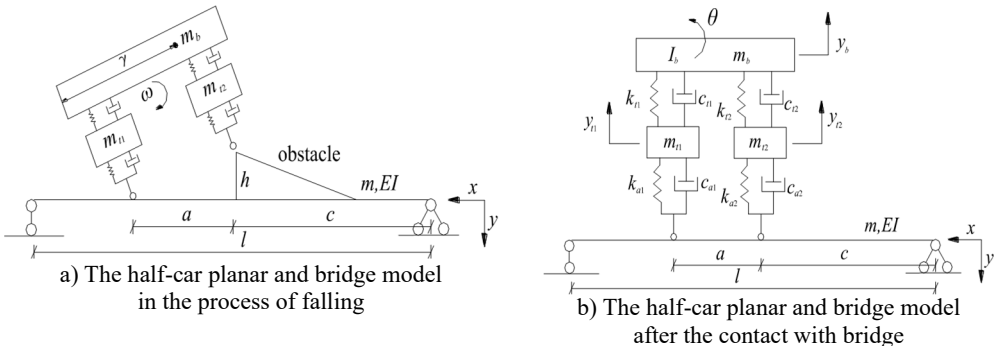 γ
m_b
ω
m_t1
m_t2
obstacle
h
m,EI
x
y
a
c
l
a) The half-car planar and bridge model
in the process of falling
θ
y_b
I_b
m_b
k_t1
c_t1
k_t2
c_t2
y_t1
m_t1
m_t2
y_t2
k_a1
c_a1
k_a2
c_a2
m,EI
x
y
a
c
l
b) The half-car planar and bridge model
after the contact with bridge